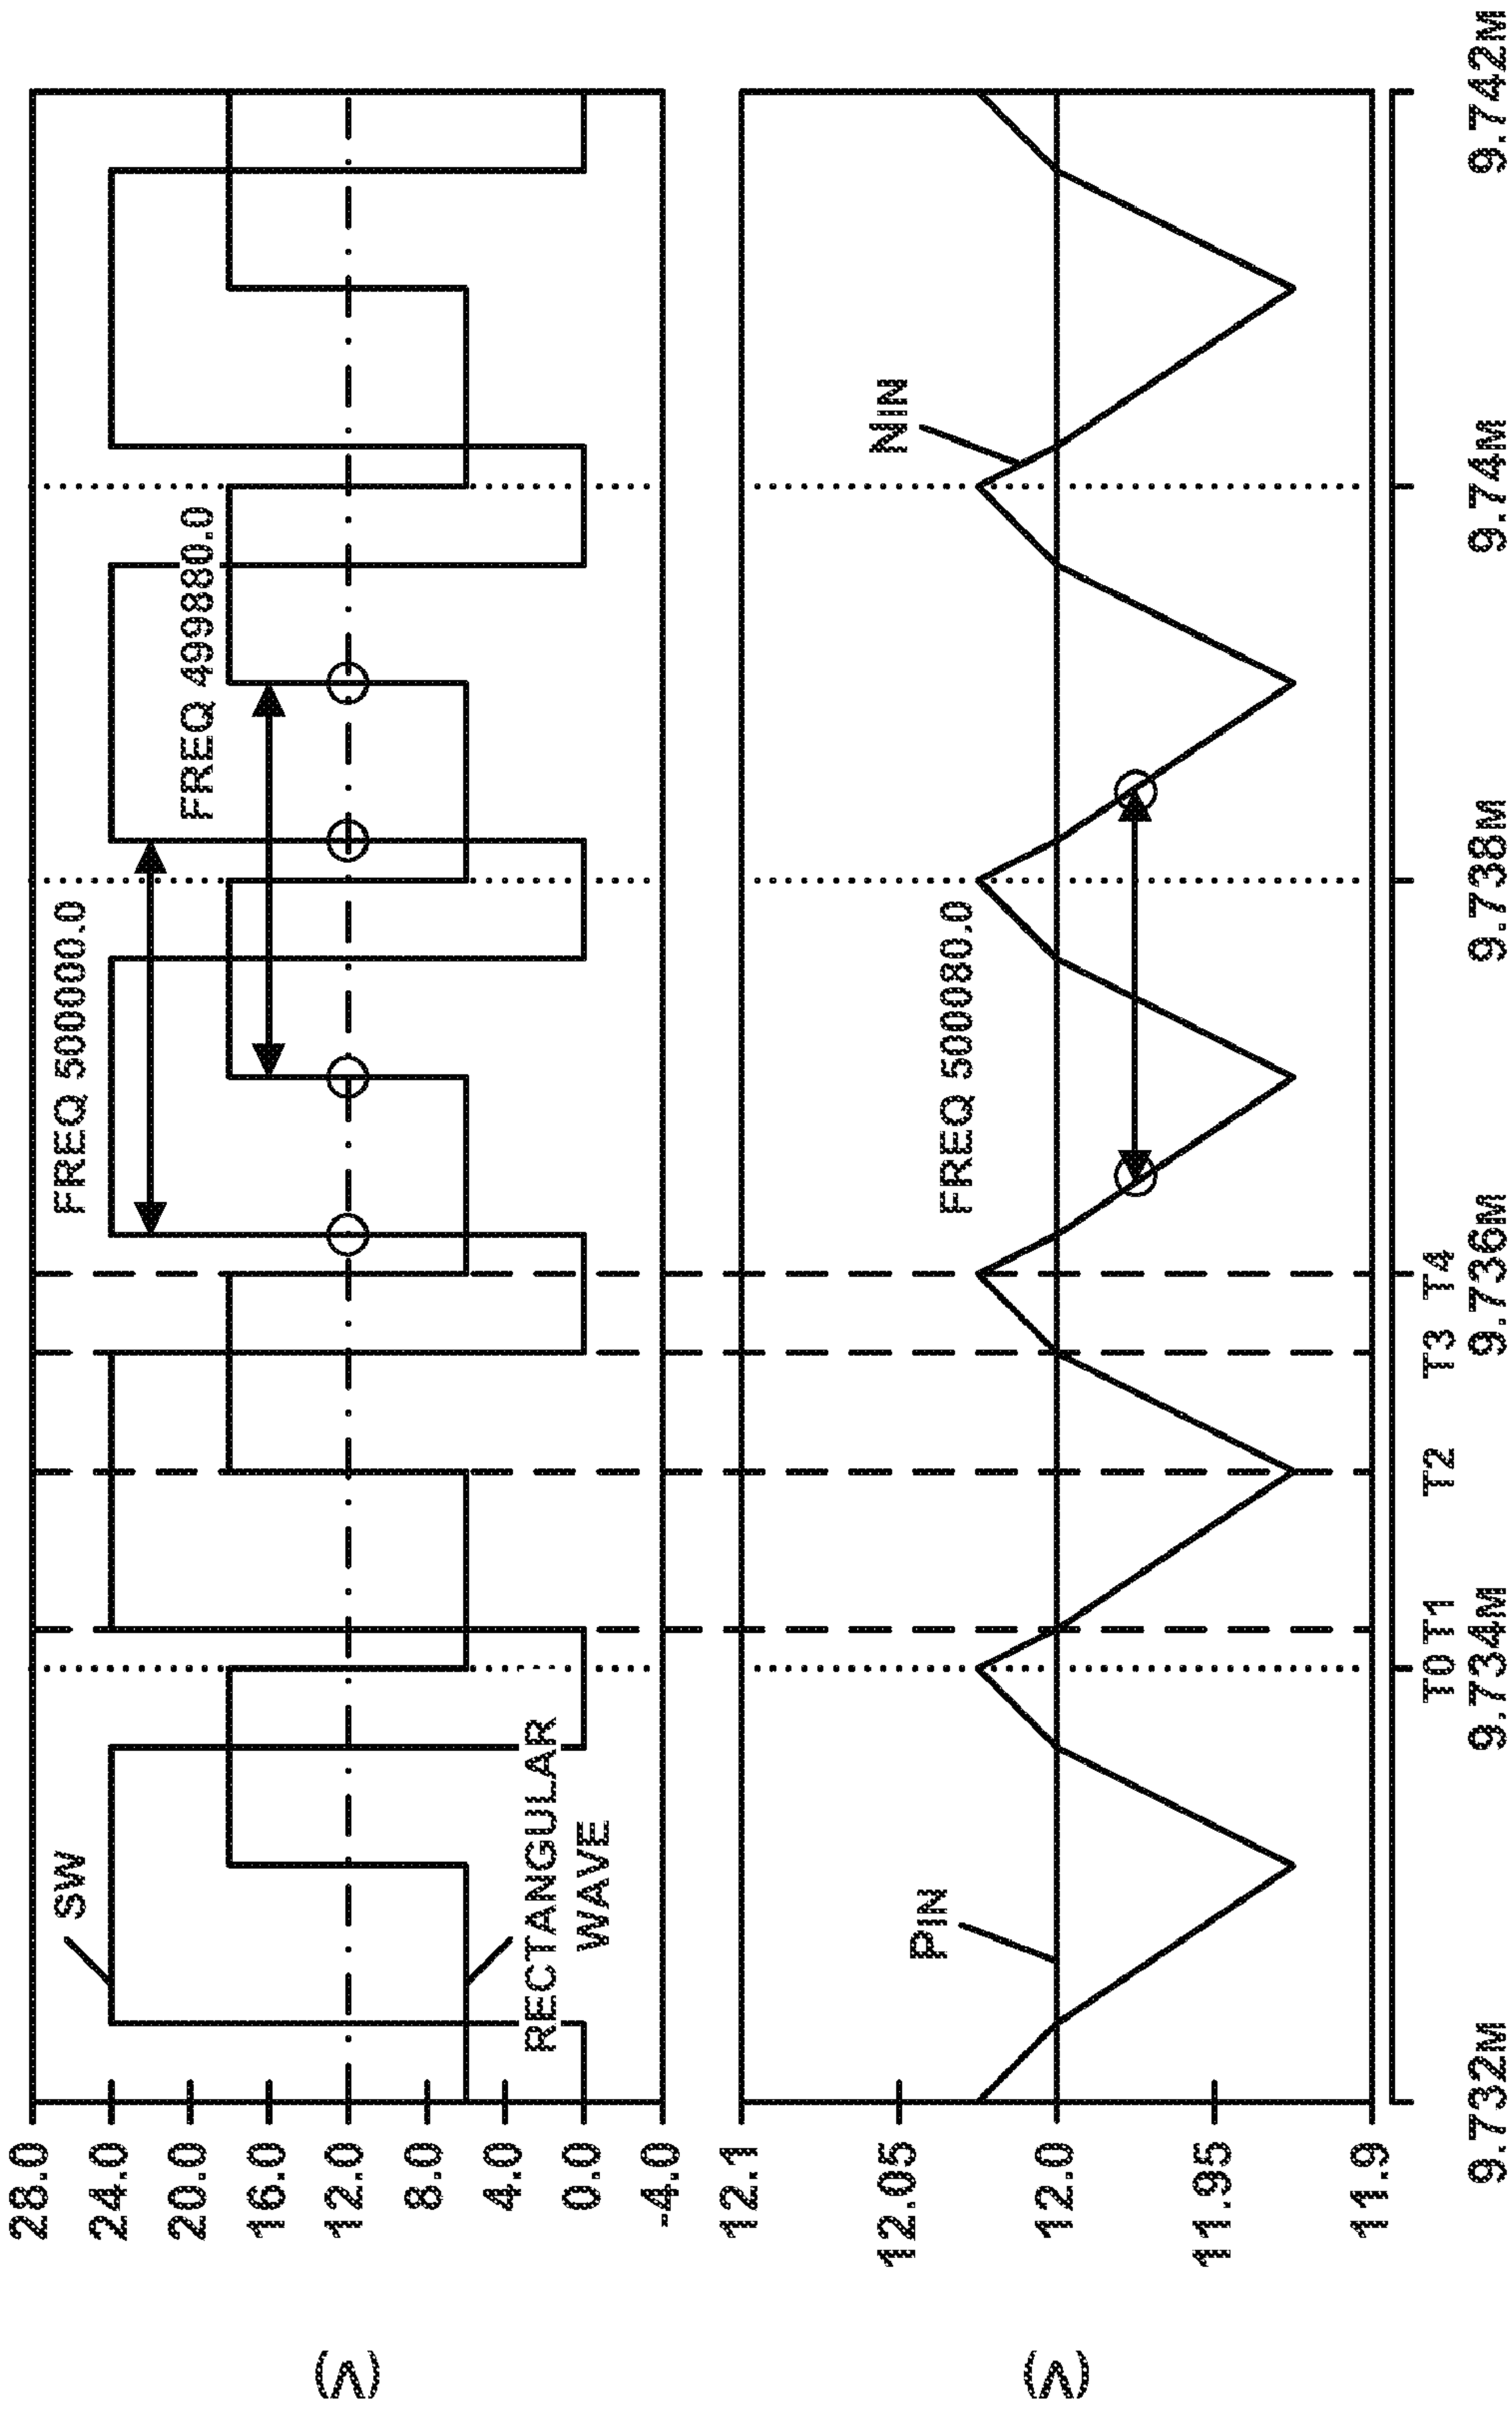 (V)
28.0
24.0
20.0
16.0
12.0
8.0
4.0
0.0
-4.0
SW
RECTANGULAR
WAVE
FREQ 500000.0
FREQ 499880.0
(V)
12.1
12.05
12.0
11.95
11.9
PIN
FREQ 500080.0
NIN
T0 T1 T2 T3 T4
9.732M 9.734M 9.736M 9.738M 9.74M 9.742M